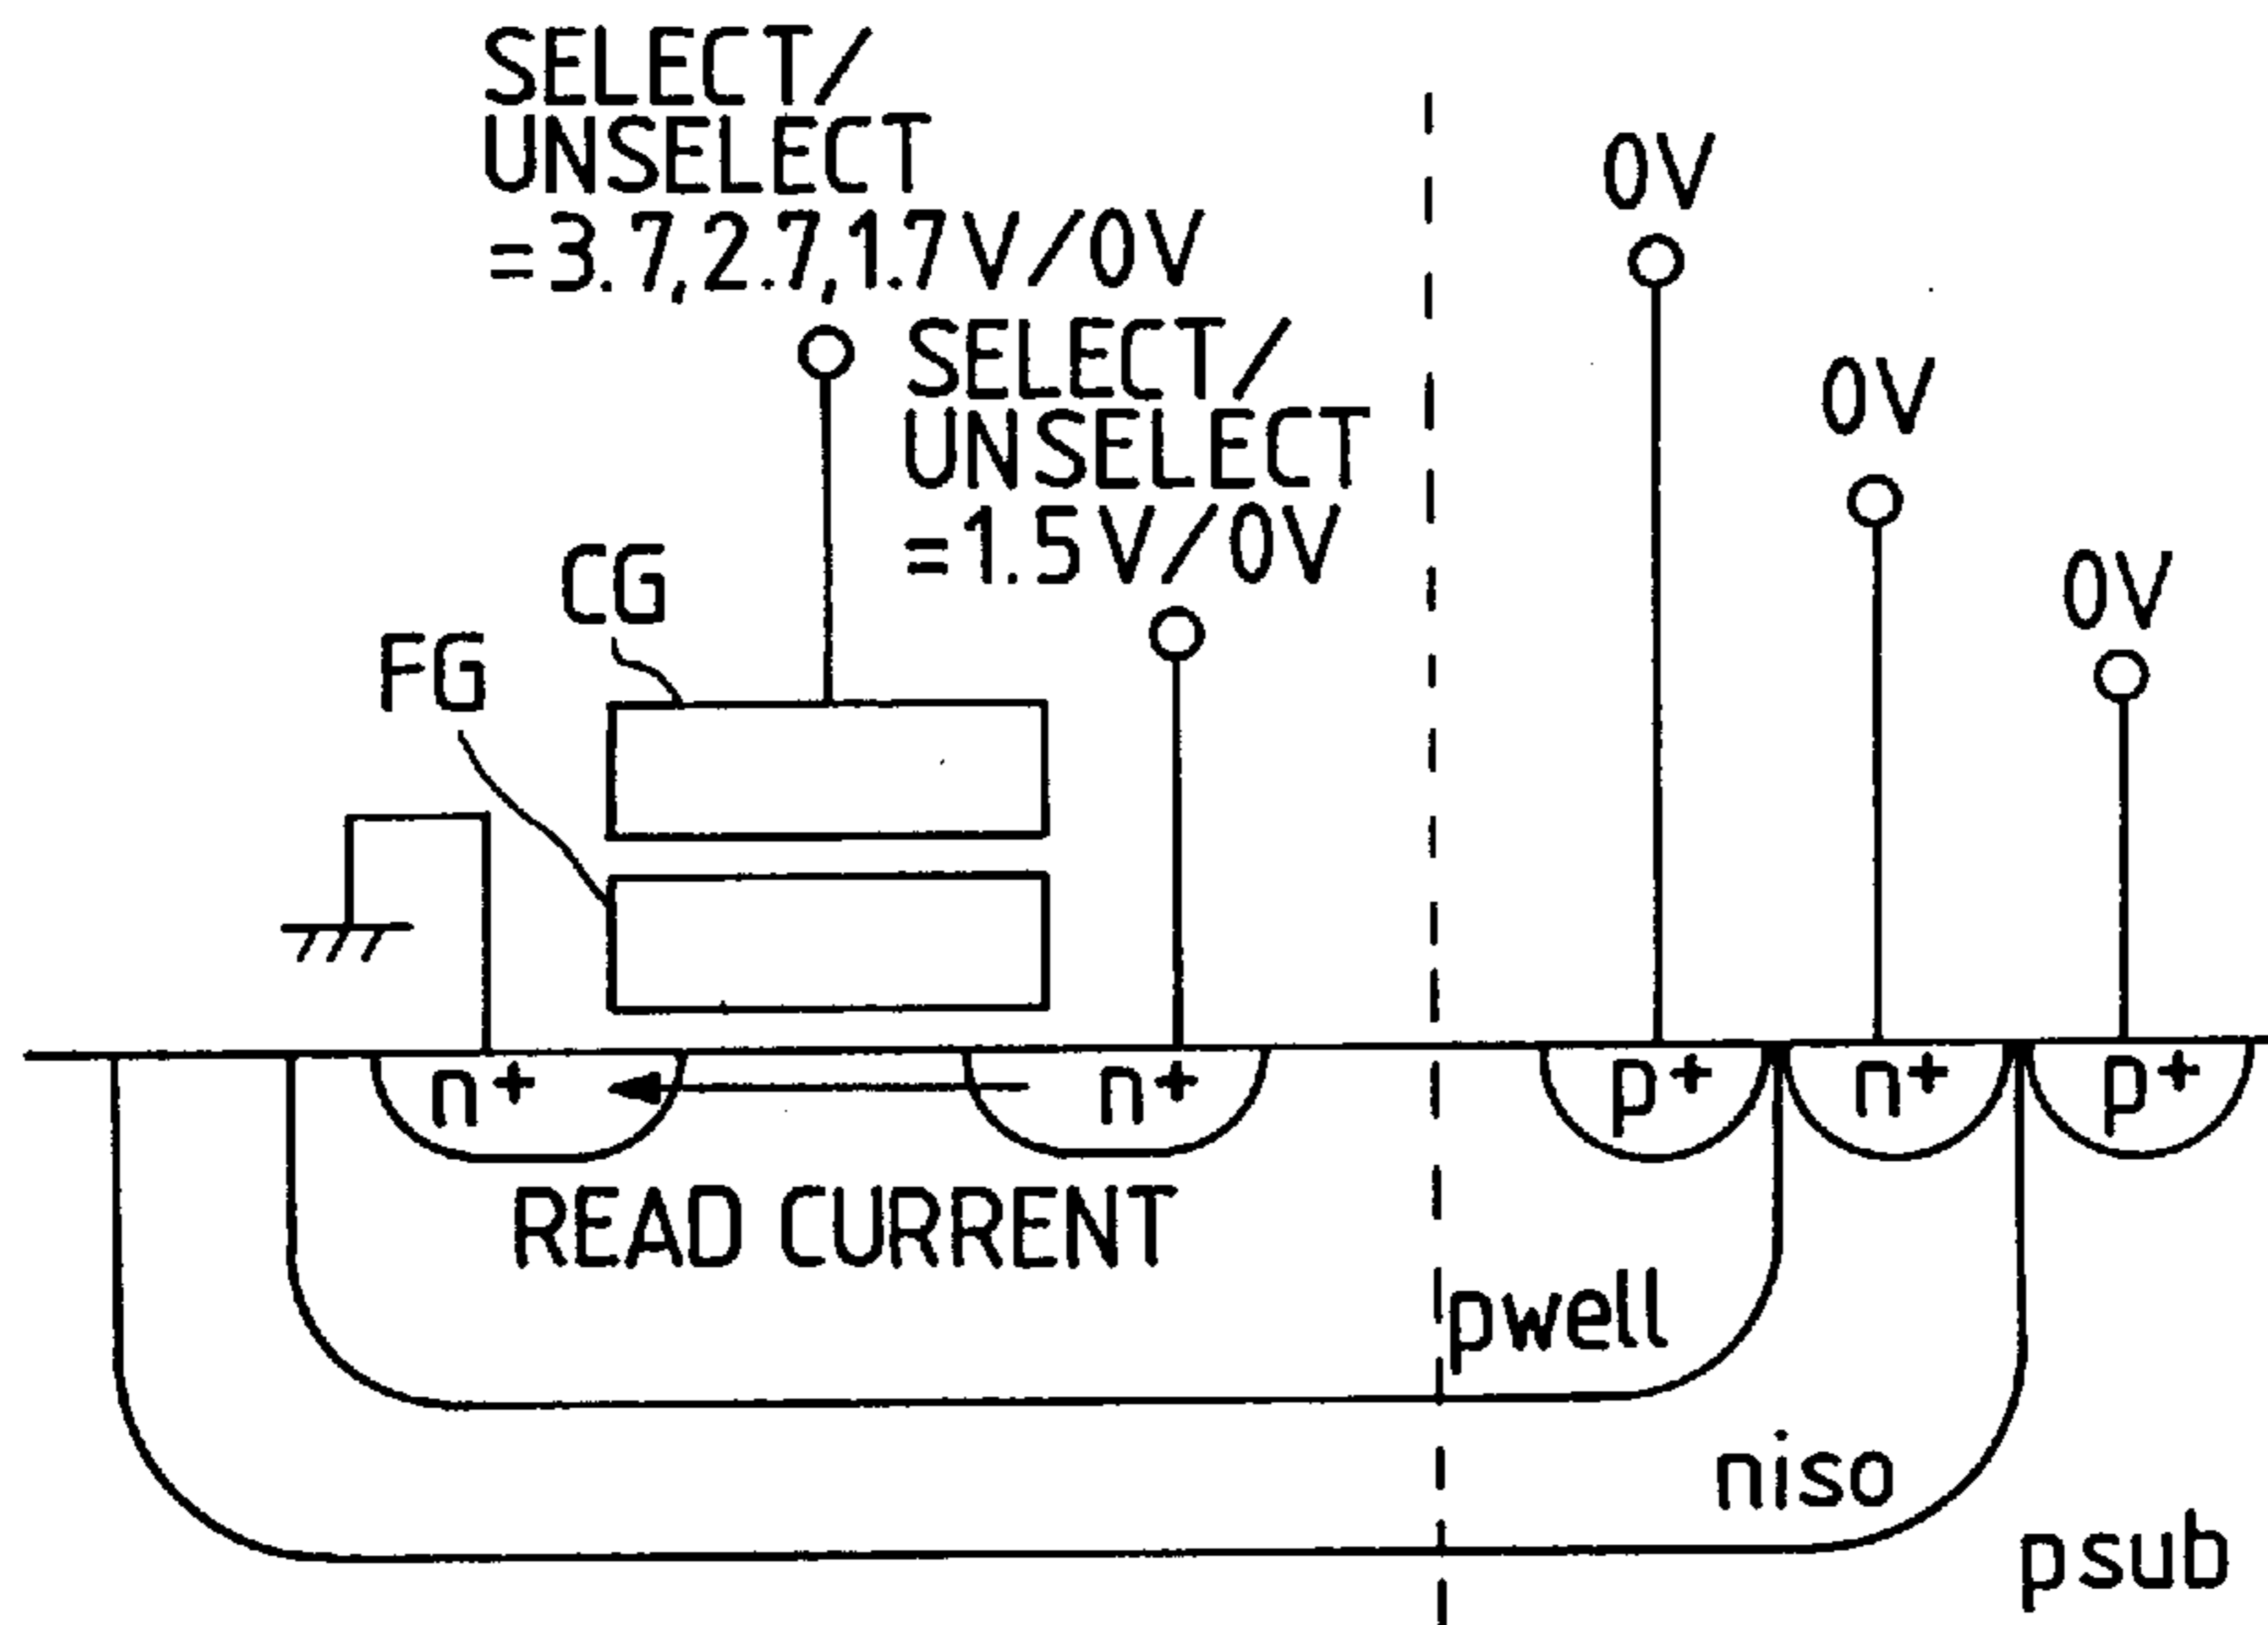 SELECT/
UNSELECT
=3.7,2.7,1.7V/0V
SELECT/
UNSELECT
=1.5V/0V
0V
0V
0V
CG
FG
n+
n+
p+
n+
p+
READ CURRENT
pwell
niso
psub